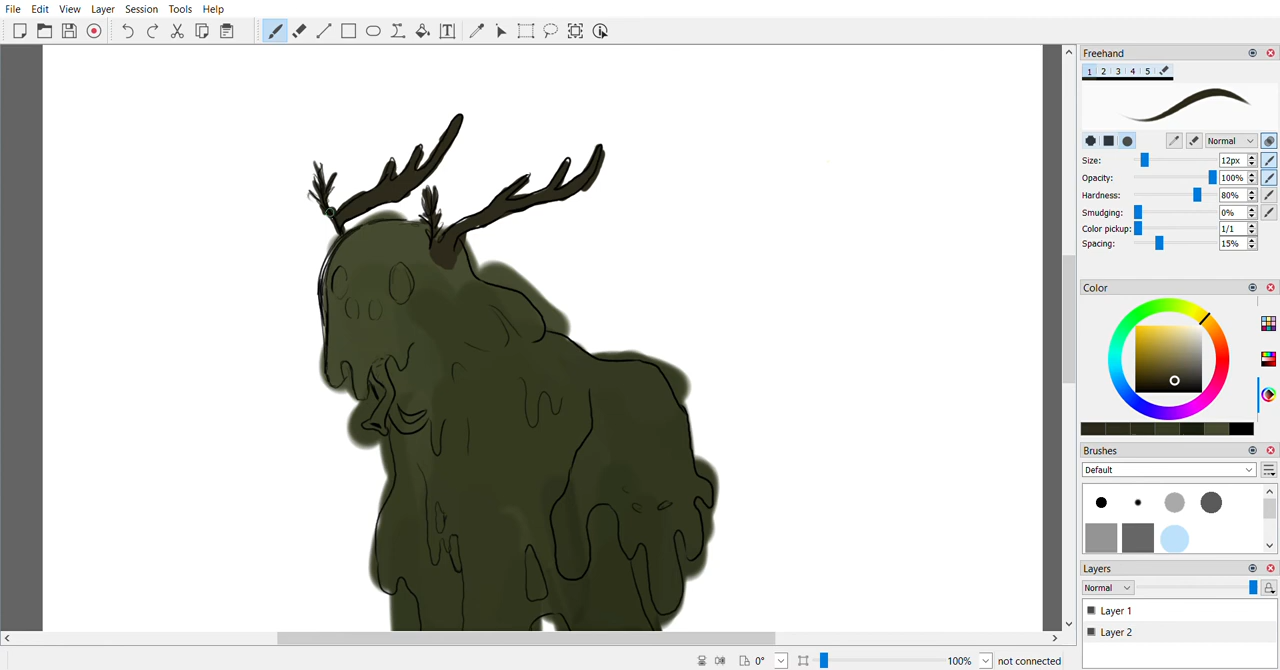 File Edit View Layer Session Tools Help
Freehand
1 2 3 4 5
Normal
Size: 12px
Opacity: 100%
Hardness: 80%
Smudging: 0%
Color pickup: 1/1
Spacing: 15%
Color
Brushes
Default
Layers
Normal
Layer 1
Layer 2
0° 100% not connected